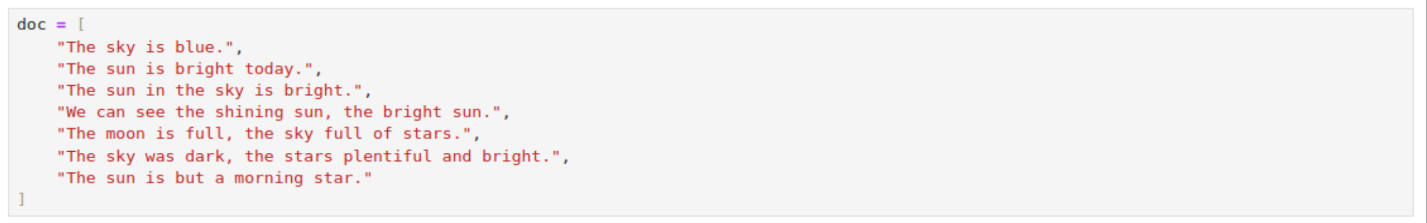 doc = [
    "The sky is blue.",
    "The sun is bright today.",
    "The sun in the sky is bright.",
    "We can see the shining sun, the bright sun.",
    "The moon is full, the sky full of stars.",
    "The sky was dark, the stars plentiful and bright.",
    "The sun is but a morning star."
]